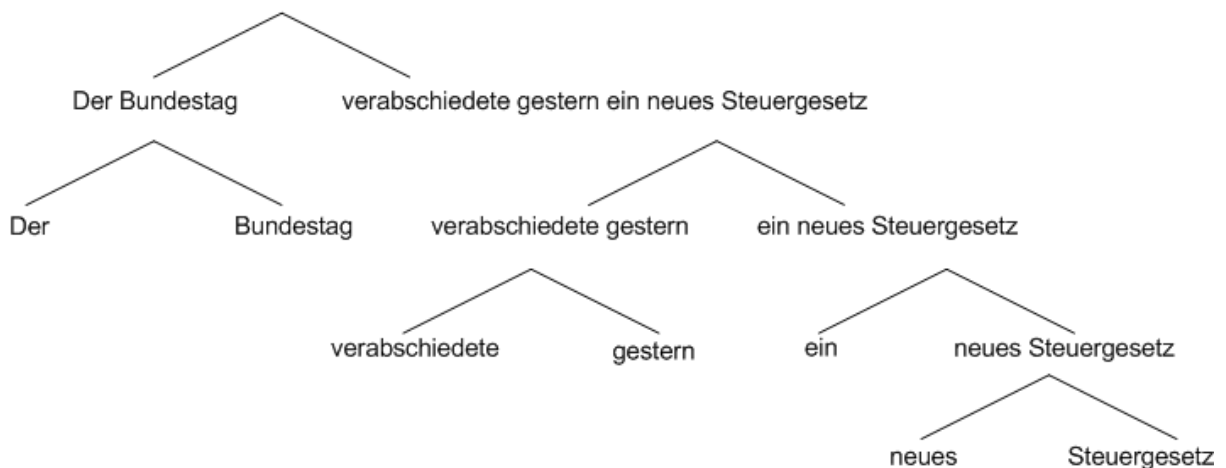 Der Bundestag verabschiedete gestern ein neues Steuergesetz
Der Bundestag verabschiedete gestern ein neues Steuergesetz
verabschiedete gestern ein neues Steuergesetz
neues Steuergesetz